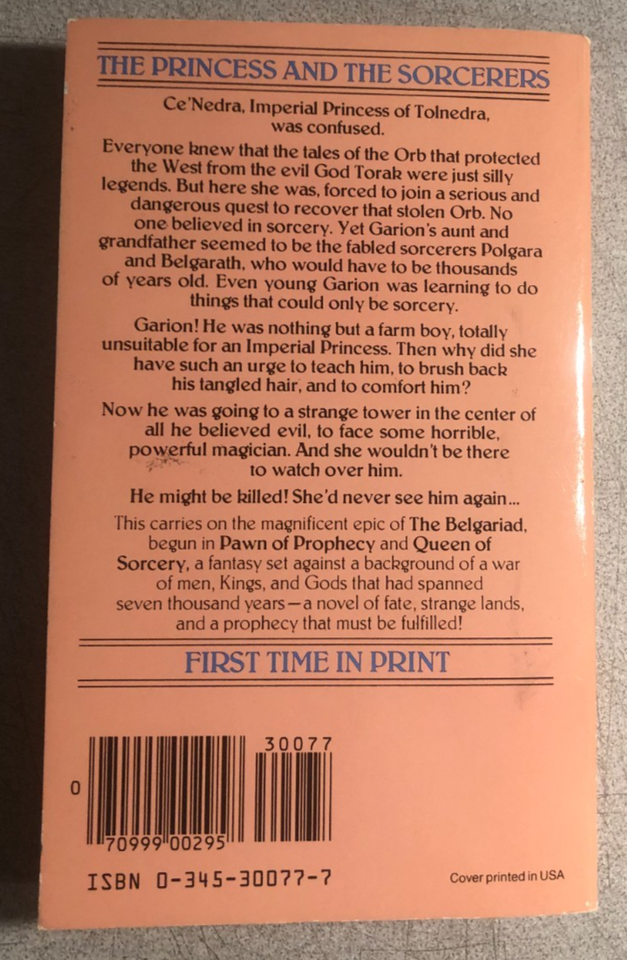 THE PRINCESS AND THE SORCERERS
Ce'Nedra, Imperial Princess of Tolnedra,
was confused.
Everyone knew that the tales of the Orb that protected
the West from the evil God Torak were just silly
legends. But here she was, forced to join a serious and
dangerous quest to recover that stolen Orb. No
one believed in sorcery. Yet Garion's aunt and
grandfather seemed to be the fabled sorcerers Polgara
and Belgarath, who would have to be thousands
of years old. Even young Garion was learning to do
things that could only be sorcery.
Garion! He was nothing but a farm boy, totally
unsuitable for an Imperial Princess. Then why did she
have such an urge to teach him, to brush back
his tangled hair, and to comfort him?
Now he was going to a strange tower in the center of
all he believed evil, to face some horrible,
powerful magician. And she wouldn't be there
to watch over him.
He might be killed! She'd never see him again...
This carries on the magnificent epic of The Belgariad,
begun in Pawn of Prophecy and Queen of
Sorcery, a fantasy set against a background of a war
of men, Kings, and Gods that had spanned
seven thousand years—a novel of fate, strange lands,
and a prophecy that must be fulfilled!
FIRST TIME IN PRINT
30077
0
70999 00295
ISBN 0-345-30077-7
Cover printed in USA